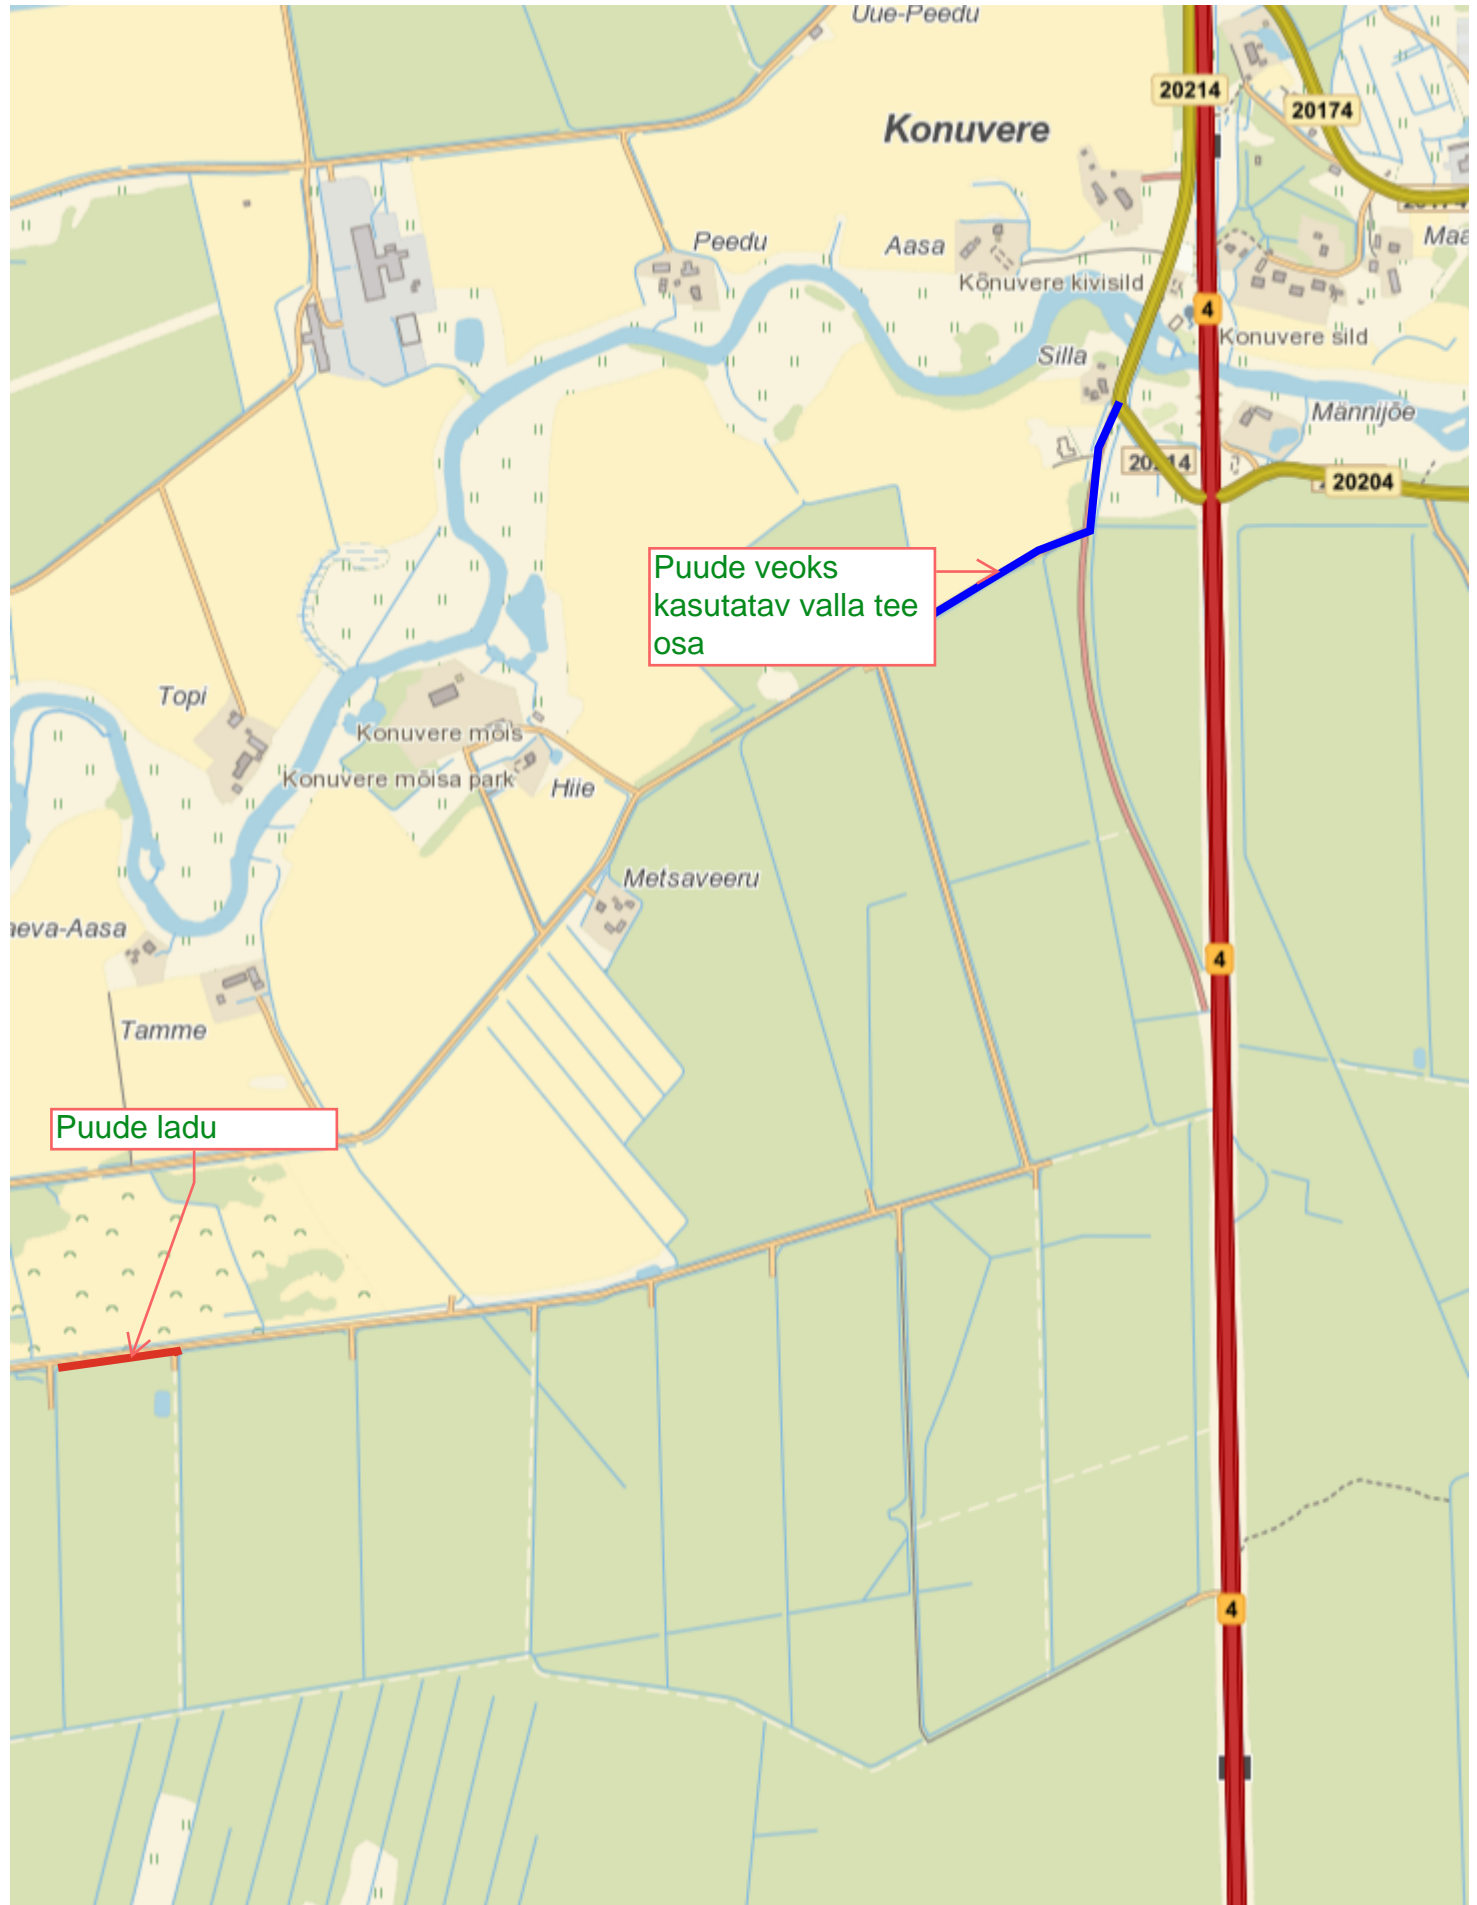 Uue-Peedu
20214
20174
Konuvere
Peedu
Aasa
Maa
Kõnuvere kivisild
4
Konuvere sild
Silla
Männijõe
20214
20204
Puude veoks
kasutatav valla tee
osa
Topi
Konuvere mõis
Konuvere mõisa park
Hiie
Metsaveeru
aeva-Aasa
4
Tamme
Puude ladu
4